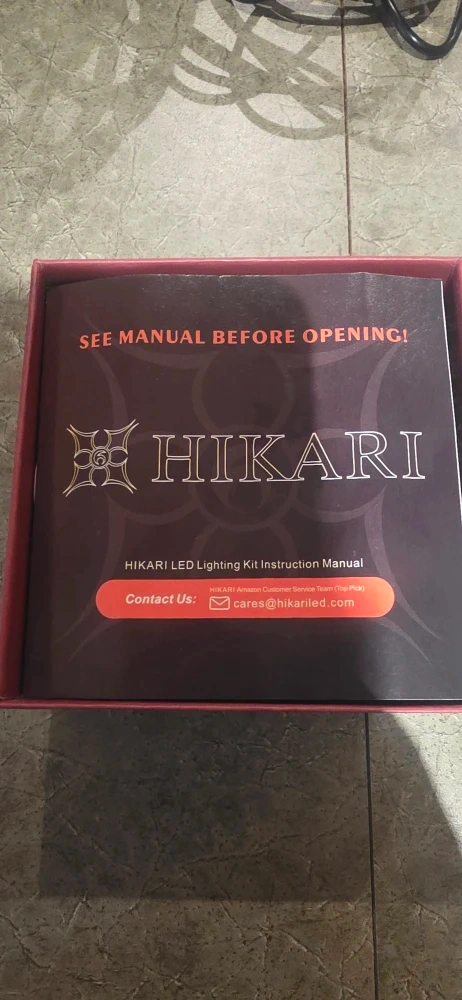 SEE MANUAL BEFORE OPENING!
HIKARI
HIKARI LED Lighting Kit Instruction Manual
Contact Us:
HIKARI Amazon Customer Service Team (Top Pick)
cares@hikariled.com